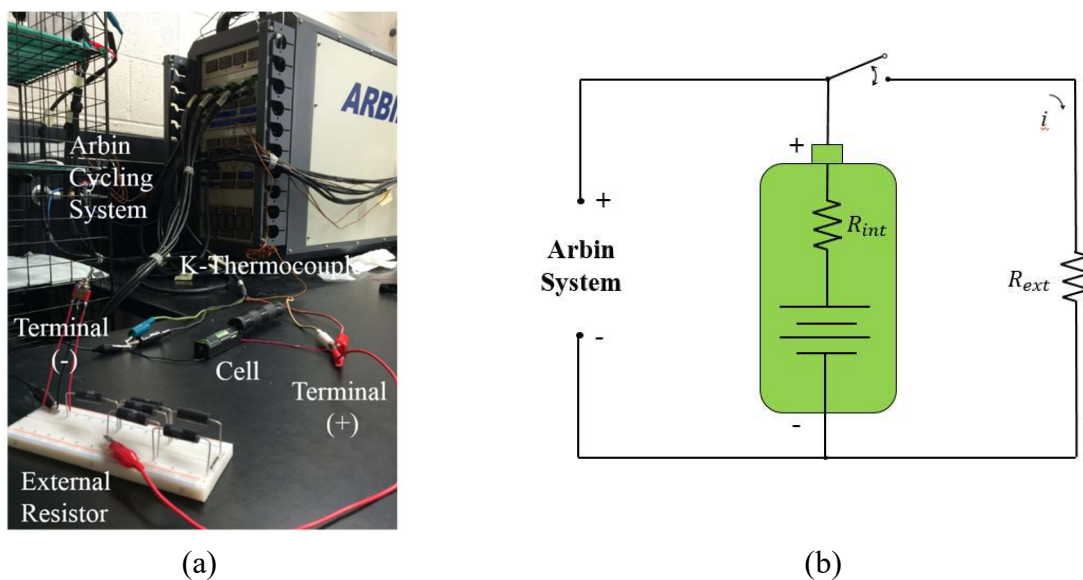 ARBI
Arbin
Cycling
System
K-Thermocouple
Terminal
(-)
Cell
Terminal
(+)
External
Resistor
(a)
i
+
R_int
+
Arbin
System
-
R_ext
-
(b)